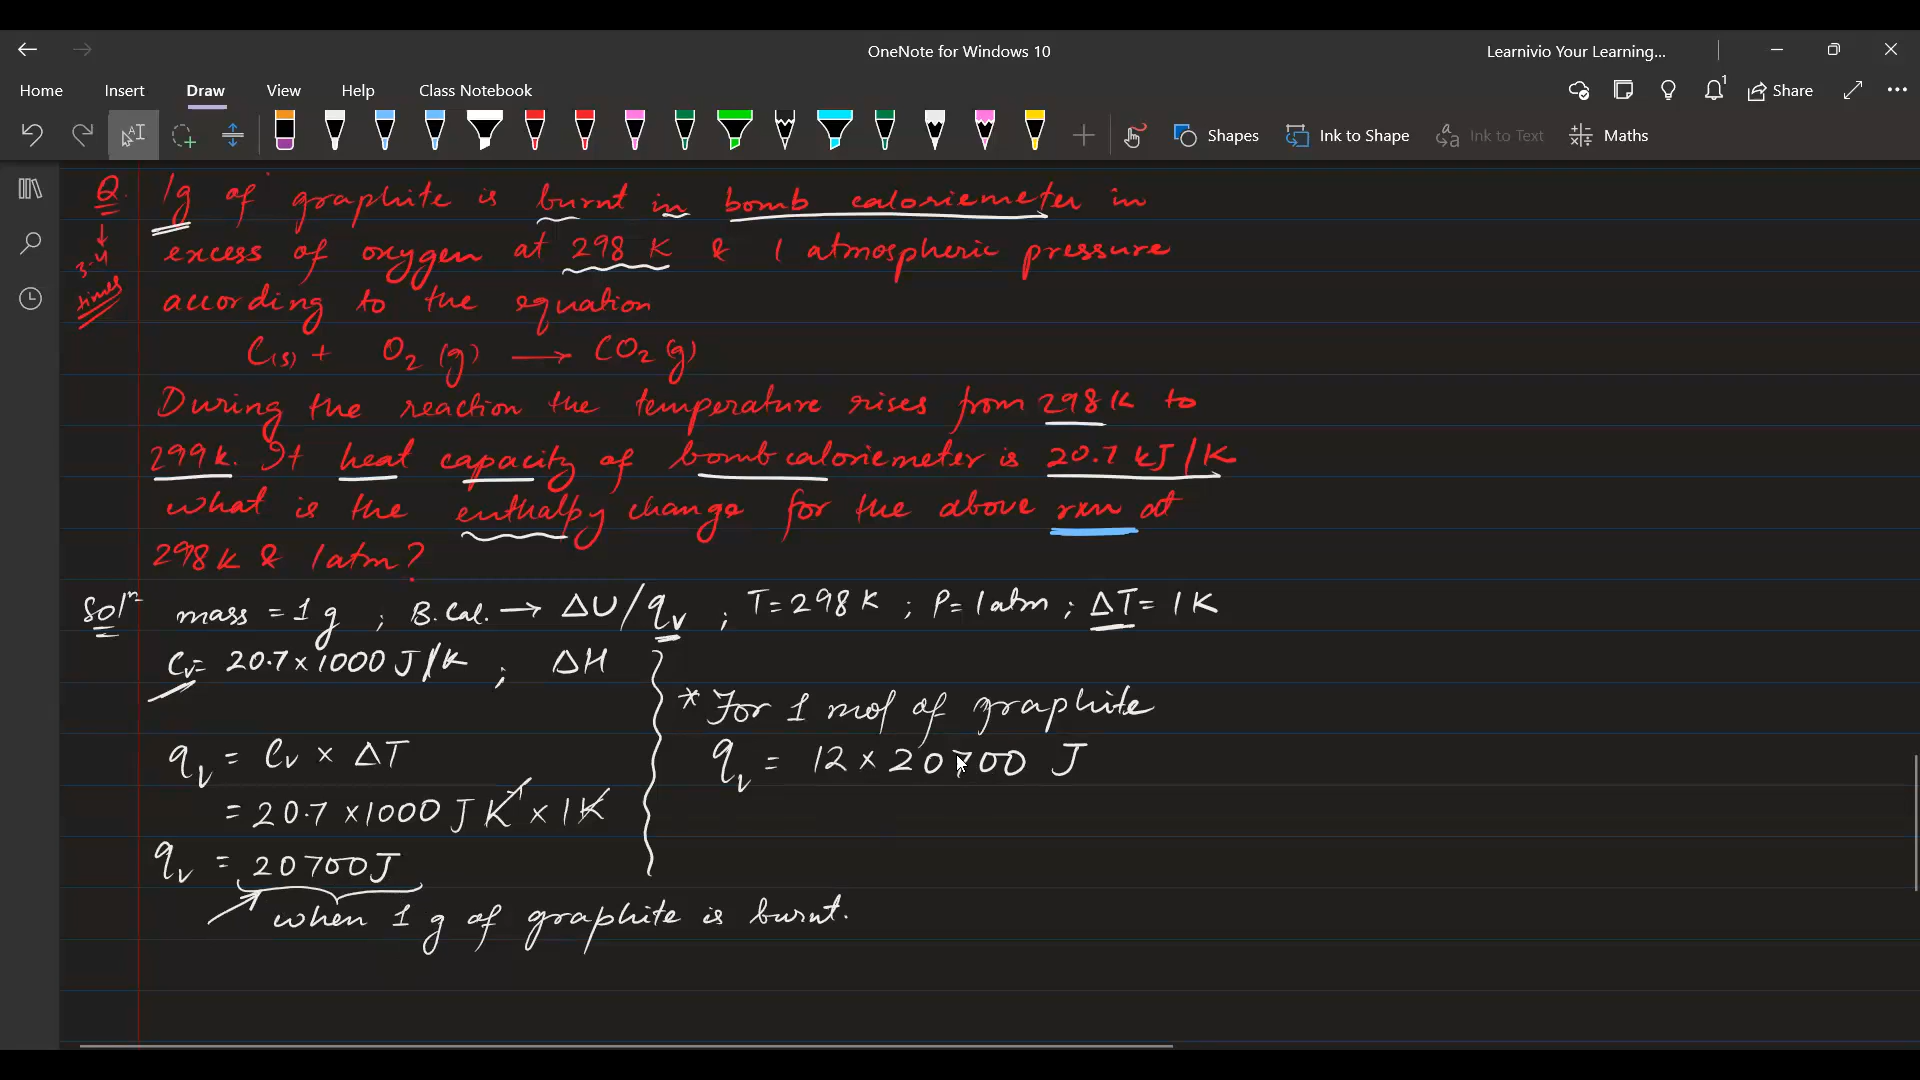 OneNote for Windows 10
Learnivio Your Learning...
Home Insert Draw View Help Class Notebook
1 Share
Shapes Ink to Shape Ink to Text Maths
Q. 1g of graphite is burnt in bomb caloriemeter in
excess of oxygen at 298 K & 1 atmospheric pressure
3-4 times
according to the equation
C(s) + O2 (g) → CO2 (g)
During the reaction the temperature rises from 298K to
299K. It heat capacity of bomb caloriemeter is 20.7 kJ/K
what is the enthalpy change for the above rxn at
298K & 1atm?
Solⁿ mass = 1 g ; B. Cal. → ΔU/qv ; T=298 K ; P=1atm ; ΔT= 1K
Cv= 20.7×1000 J/K ; ΔH
* For 1 mol of graphite
qv = Cv × ΔT
qv = 12 × 20700 J
= 20.7 ×1000 J K⁻¹ × 1K
qv = 20700J
when 1 g of graphite is burnt.